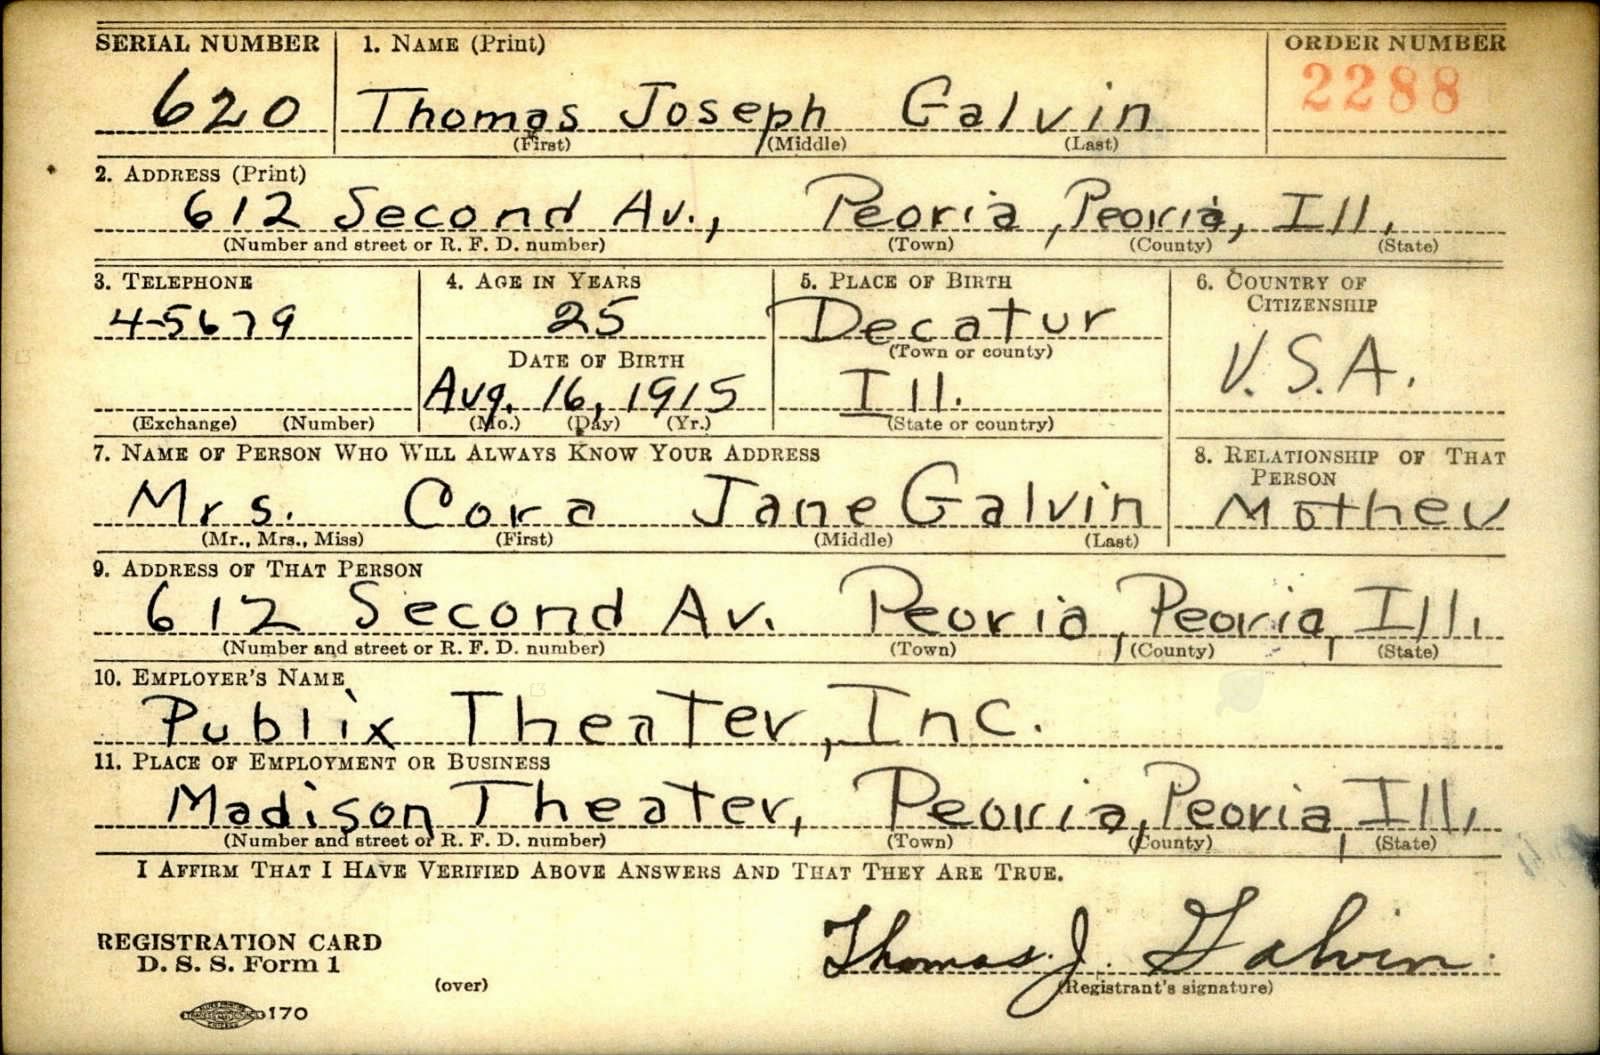 SERIAL NUMBER 1. NAME (Print) ORDER NUMBER
620 Thomas Joseph Galvin 2288
(First) (Middle) (Last)
2. ADDRESS (Print)
612 Second Av., Peoria, Peoria, Ill.
(Number and street or R. F. D. number) (Town) (County) (State)
3. TELEPHONE 4. AGE IN YEARS 5. PLACE OF BIRTH 6. COUNTRY OF CITIZENSHIP
4-5679 25 Decatur
(Town or county)
DATE OF BIRTH U.S.A.
Aug. 16, 1915 Ill.
(Exchange) (Number) (Mo.) (Day) (Yr.) (State or country)
7. NAME OF PERSON WHO WILL ALWAYS KNOW YOUR ADDRESS 8. RELATIONSHIP OF THAT PERSON
Mrs. Cora Jane Galvin Mother
(Mr., Mrs., Miss) (First) (Middle) (Last)
9. ADDRESS OF THAT PERSON
612 Second Av. Peoria, Peoria, Ill.
(Number and street or R. F. D. number) (Town) (County) (State)
10. EMPLOYER'S NAME
Publix Theater, Inc.
11. PLACE OF EMPLOYMENT OR BUSINESS
Madison Theater, Peoria, Peoria, Ill.
(Number and street or R. F. D. number) (Town) (County) (State)
I AFFIRM THAT I HAVE VERIFIED ABOVE ANSWERS AND THAT THEY ARE TRUE.
Thomas J. Galvin
REGISTRATION CARD
D. S. S. Form 1
(over) (Registrant's signature)
170